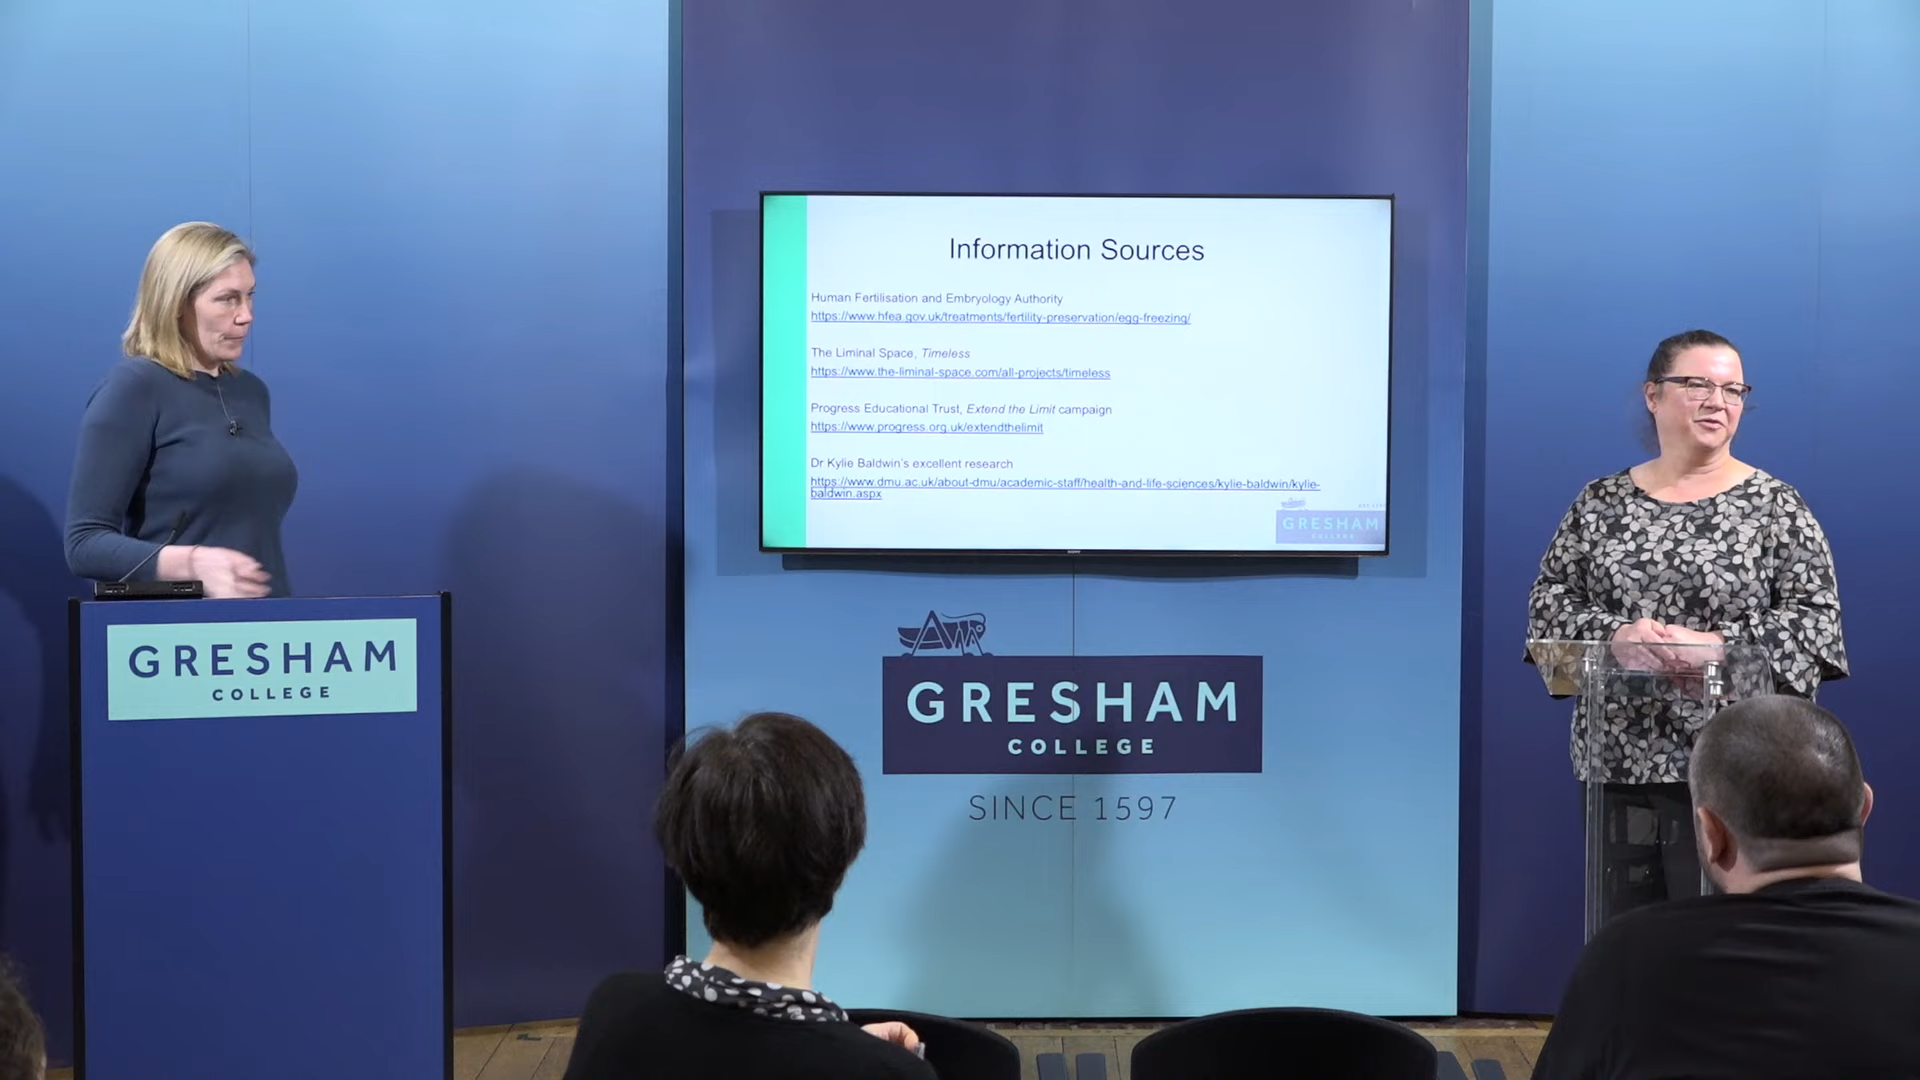 Information Sources
Human Fertilisation and Embryology Authority
https://www.hfea.gov.uk/treatments/fertility-preservation/egg-freezing/
The Liminal Space, Timeless
https://www.the-liminal-space.com/all-projects/timeless
Progress Educational Trust, Extend the Limit campaign
https://www.progress.org.uk/extendthelimit
Dr Kylie Baldwin's excellent research
https://www.dmu.ac.uk/about-dmu/academic-staff/health-and-life-sciences/kylie-baldwin/kylie-
baldwin.aspx
GRESHAM
COLLEGE
GRESHAM
COLLEGE
GRESHAM
COLLEGE
SINCE 1597